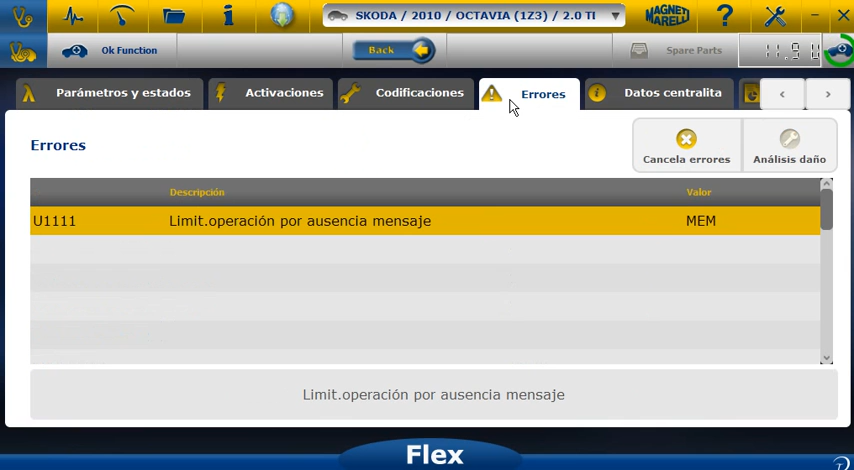 SKODA / 2010 / OCTAVIA (1Z3) / 2.0 TI
MAGNETI
MARELLI
?
Ok Function
Back
Spare Parts
11.9 U
Parámetros y estados
Activaciones
Codificaciones
Errores
Datos centralita
Errores
Cancela errores
Análisis daño
Descripción
Valor
U1111
Limit.operación por ausencia mensaje
MEM
Limit.operación por ausencia mensaje
Flex